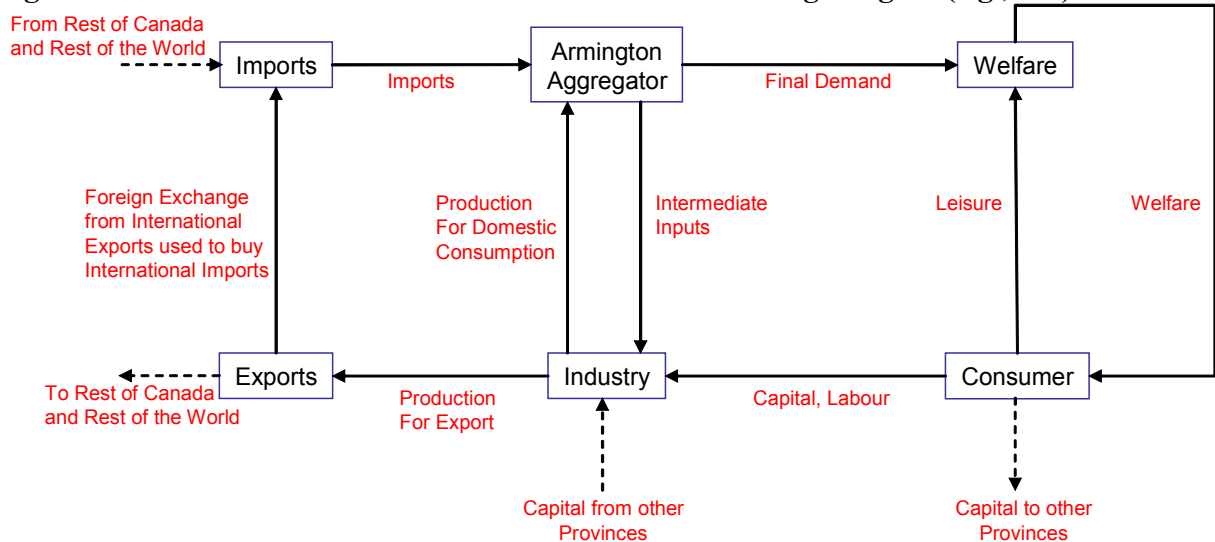 From Rest of Canada
and Rest of the World
Imports
Imports
Armington
Aggregator
Final Demand
Welfare
Foreign Exchange
from International
Exports used to buy
International Imports
Production
For Domestic
Consumption
Intermediate
Inputs
Leisure
Welfare
To Rest of Canada
and Rest of the World
Exports
Production
For Export
Industry
Capital, Labour
Consumer
Capital from other
Provinces
Capital to other
Provinces